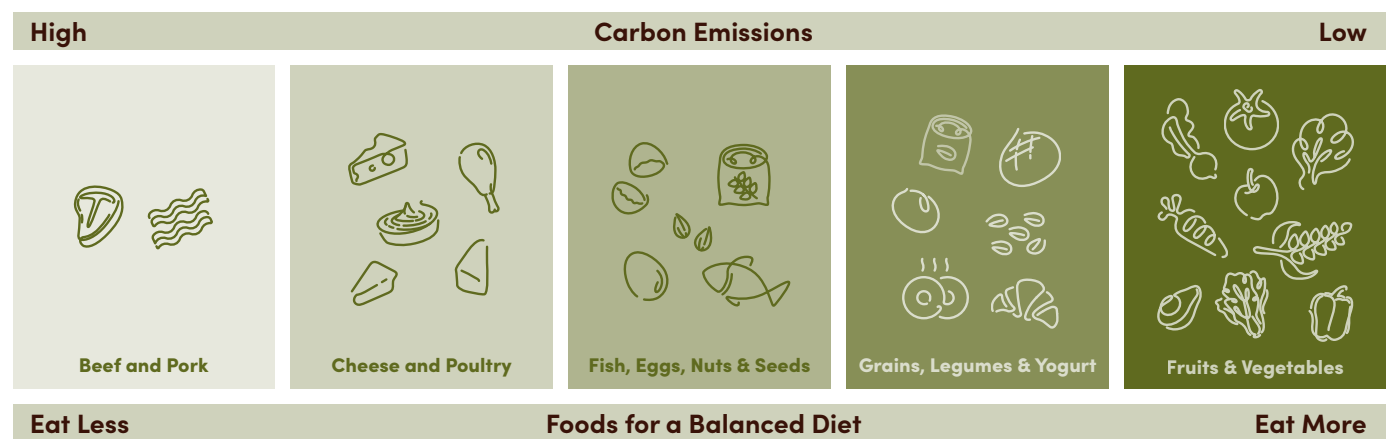 High
Carbon Emissions
Low
Beef and Pork
Cheese and Poultry
Fish, Eggs, Nuts & Seeds
Grains, Legumes & Yogurt
Fruits & Vegetables
Eat Less
Foods for a Balanced Diet
Eat More